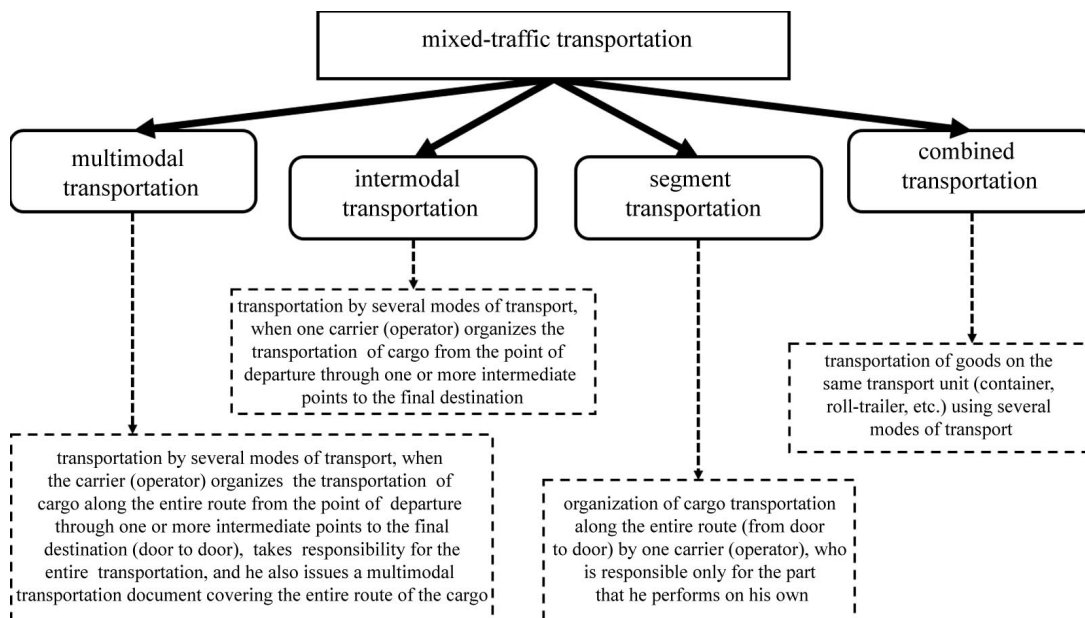 mixed-traffic transportation
multimodal
transportation
intermodal
transportation
segment
transportation
combined
transportation
transportation by several modes of transport,
when one carrier (operator) organizes the
transportation of cargo from the point of
departure through one or more intermediate
points to the final destination
transportation of goods on the
same transport unit (container,
roll-trailer, etc.) using several
modes of transport
transportation by several modes of transport, when
the carrier (operator) organizes the transportation of
cargo along the entire route from the point of departure
through one or more intermediate points to the final
destination (door to door), takes responsibility for the
entire transportation, and he also issues a multimodal
transportation document covering the entire route of the cargo
organization of cargo transportation
along the entire route (from door
to door) by one carrier (operator), who
is responsible only for the part
that he performs on his own